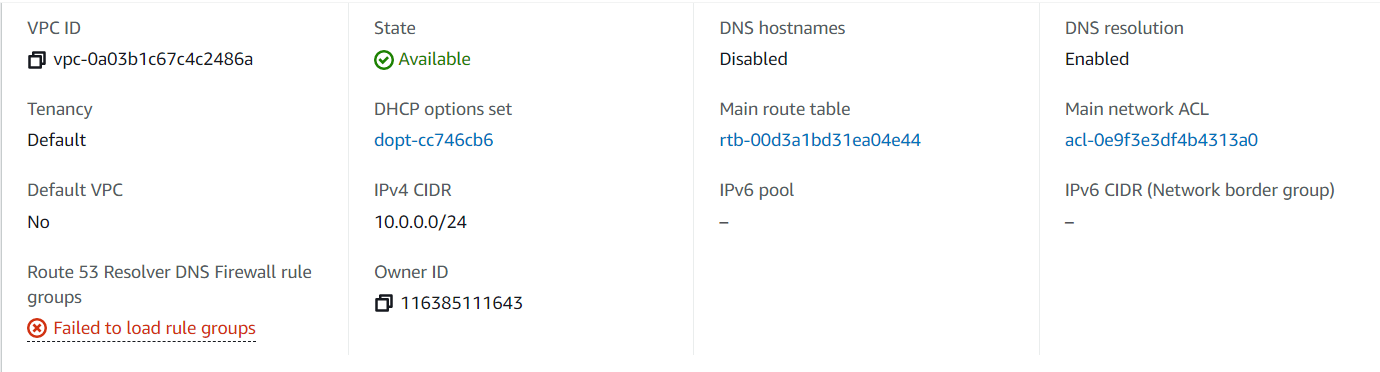 VPC ID
vpc-0a03b1c67c4c2486a
State
Available
DNS hostnames
Disabled
DNS resolution
Enabled
Tenancy
Default
DHCP options set
dopt-cc746cb6
Main route table
rtb-00d3a1bd31ea04e44
Main network ACL
acl-0e9f3e3df4b4313a0
Default VPC
No
IPv4 CIDR
10.0.0.0/24
IPv6 pool
–
IPv6 CIDR (Network border group)
–
Route 53 Resolver DNS Firewall rule
groups
Failed to load rule groups
Owner ID
116385111643